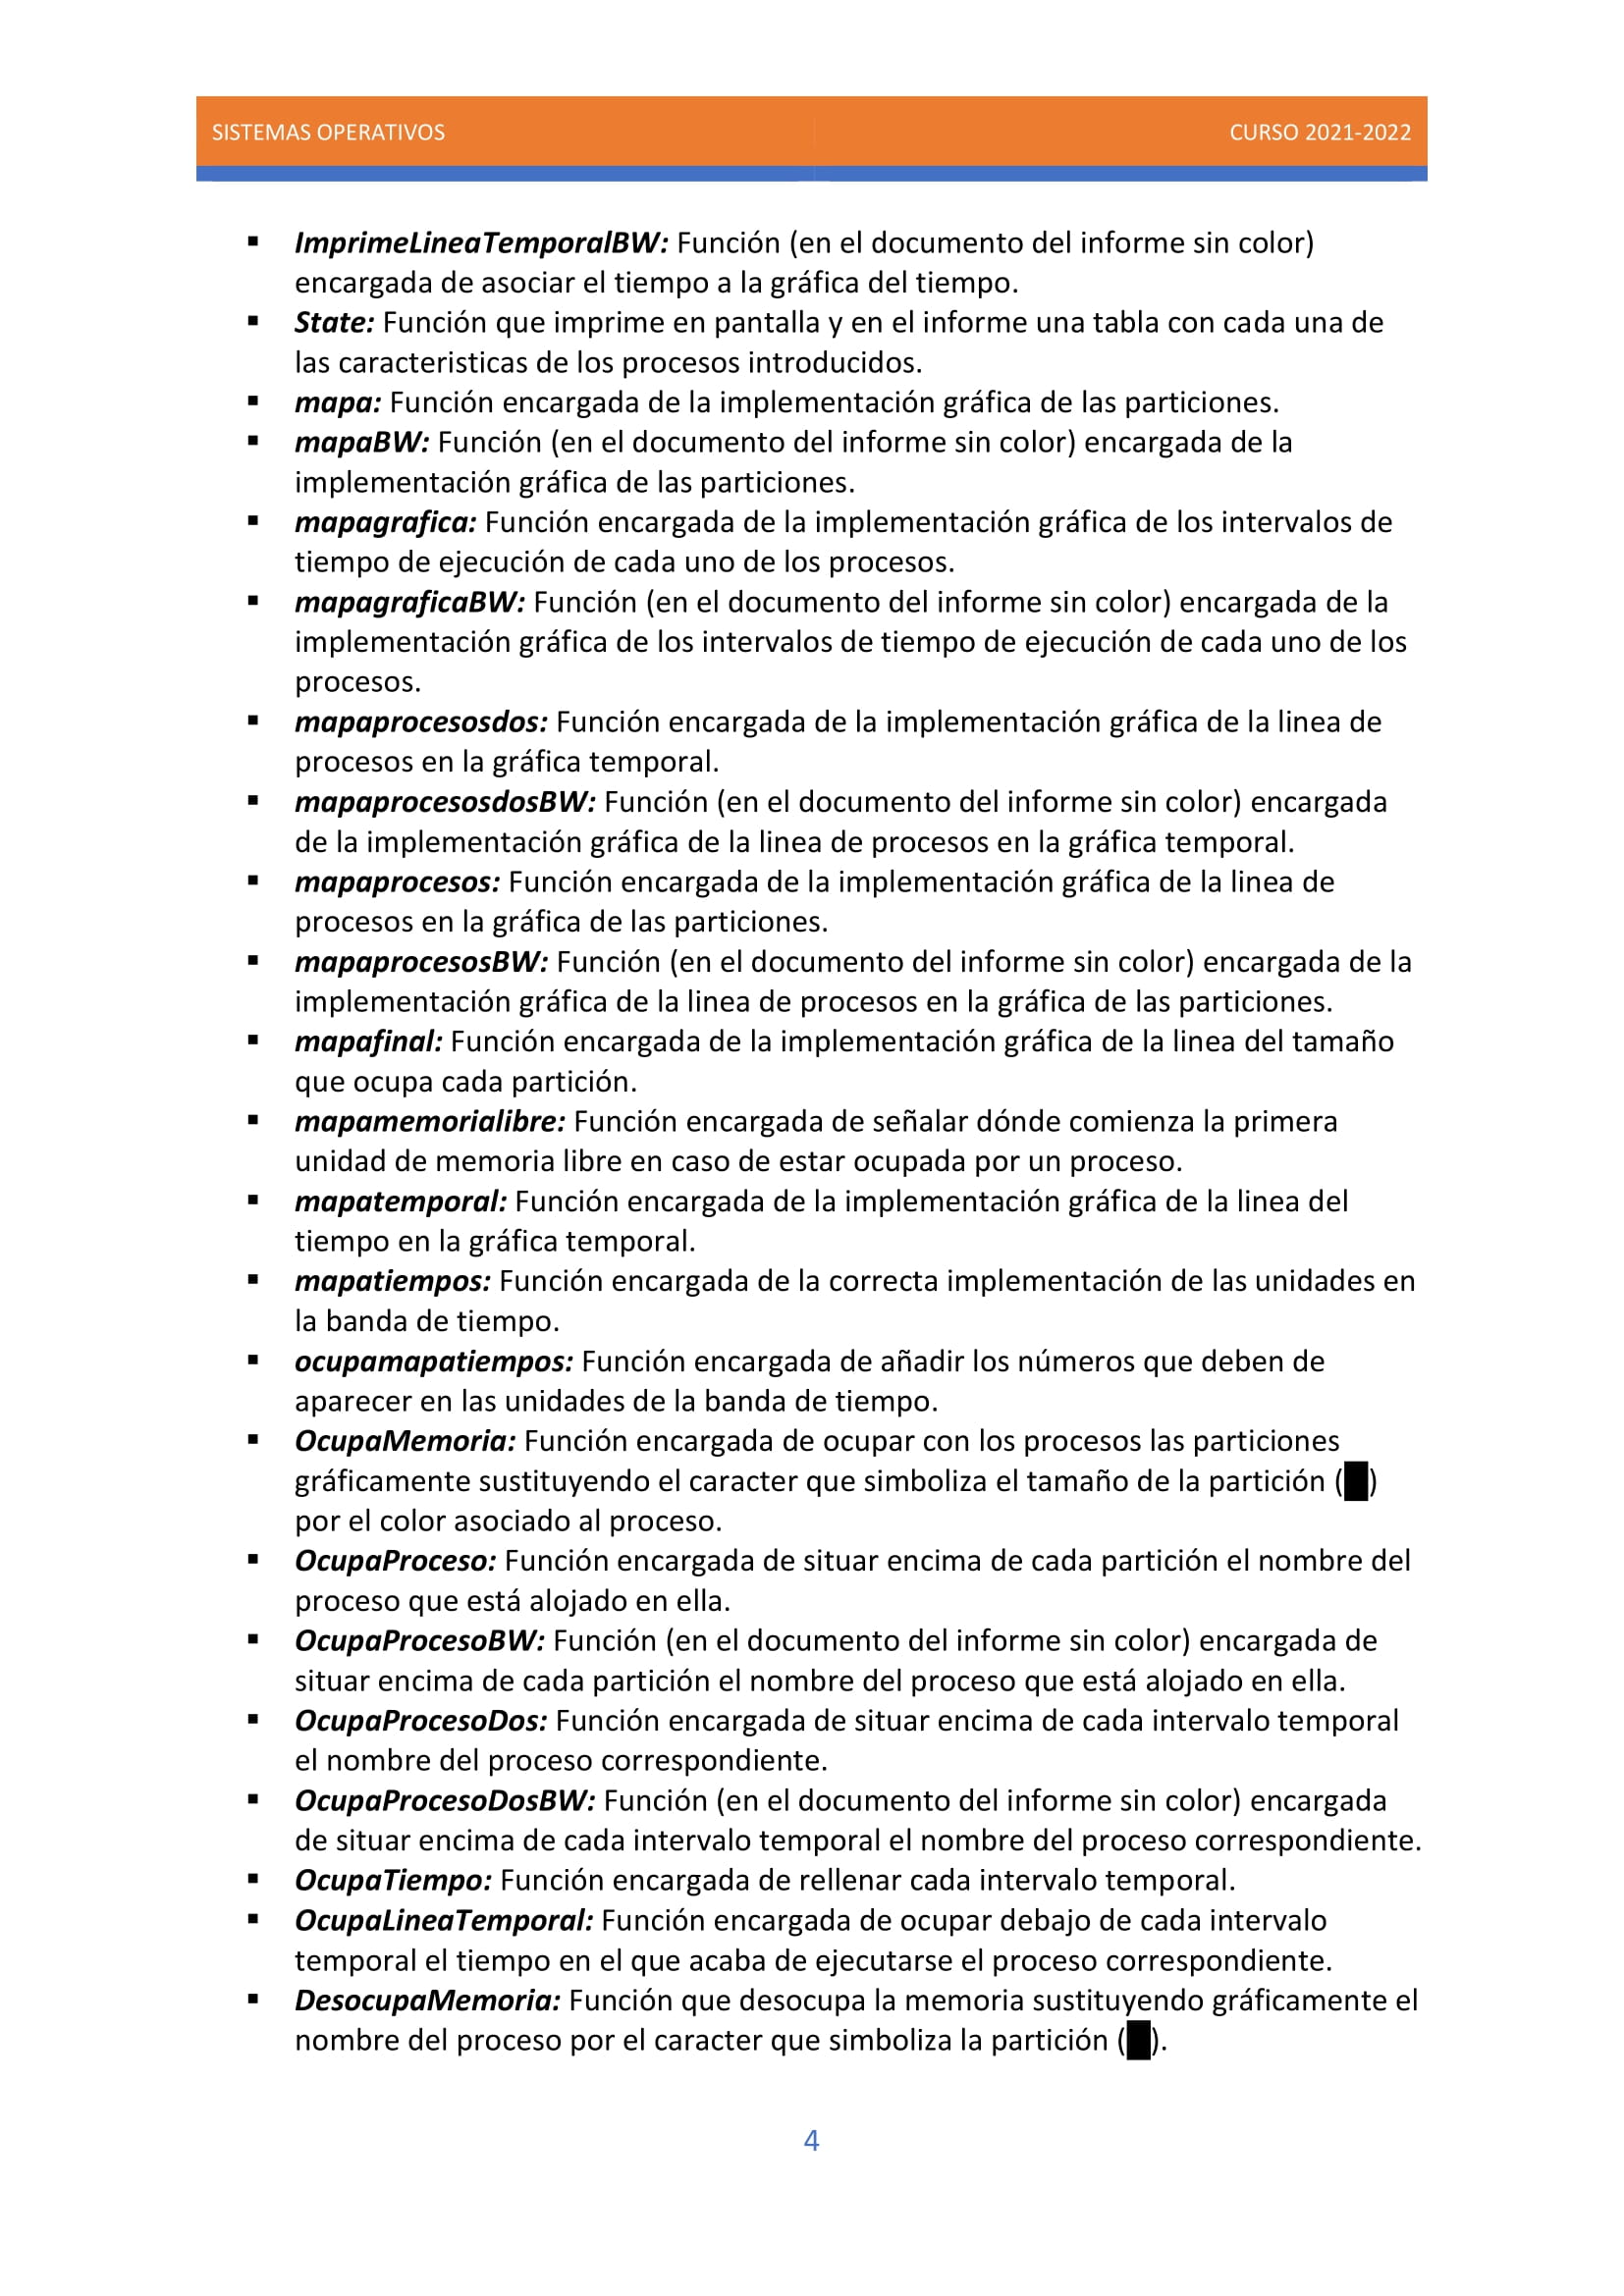 SISTEMAS OPERATIVOS CURSO 2021-2022
▪ ImprimeLineaTemporalBW: Función (en el documento del informe sin color)
encargada de asociar el tiempo a la gráfica del tiempo.
▪ State: Función que imprime en pantalla y en el informe una tabla con cada una de
las caracteristicas de los procesos introducidos.
▪ mapa: Función encargada de la implementación gráfica de las particiones.
▪ mapaBW: Función (en el documento del informe sin color) encargada de la
implementación gráfica de las particiones.
▪ mapagrafica: Función encargada de la implementación gráfica de los intervalos de
tiempo de ejecución de cada uno de los procesos.
▪ mapagraficaBW: Función (en el documento del informe sin color) encargada de la
implementación gráfica de los intervalos de tiempo de ejecución de cada uno de los
procesos.
▪ mapaprocesosdos: Función encargada de la implementación gráfica de la linea de
procesos en la gráfica temporal.
▪ mapaprocesosdosBW: Función (en el documento del informe sin color) encargada
de la implementación gráfica de la linea de procesos en la gráfica temporal.
▪ mapaprocesos: Función encargada de la implementación gráfica de la linea de
procesos en la gráfica de las particiones.
▪ mapaprocesosBW: Función (en el documento del informe sin color) encargada de la
implementación gráfica de la linea de procesos en la gráfica de las particiones.
▪ mapafinal: Función encargada de la implementación gráfica de la linea del tamaño
que ocupa cada partición.
▪ mapamemorialibre: Función encargada de señalar dónde comienza la primera
unidad de memoria libre en caso de estar ocupada por un proceso.
▪ mapatemporal: Función encargada de la implementación gráfica de la linea del
tiempo en la gráfica temporal.
▪ mapatiempos: Función encargada de la correcta implementación de las unidades en
la banda de tiempo.
▪ ocupamapatiempos: Función encargada de añadir los números que deben de
aparecer en las unidades de la banda de tiempo.
▪ OcupaMemoria: Función encargada de ocupar con los procesos las particiones
gráficamente sustituyendo el caracter que simboliza el tamaño de la partición (█)
por el color asociado al proceso.
▪ OcupaProceso: Función encargada de situar encima de cada partición el nombre del
proceso que está alojado en ella.
▪ OcupaProcesoBW: Función (en el documento del informe sin color) encargada de
situar encima de cada partición el nombre del proceso que está alojado en ella.
▪ OcupaProcesoDos: Función encargada de situar encima de cada intervalo temporal
el nombre del proceso correspondiente.
▪ OcupaProcesoDosBW: Función (en el documento del informe sin color) encargada
de situar encima de cada intervalo temporal el nombre del proceso correspondiente.
▪ OcupaTiempo: Función encargada de rellenar cada intervalo temporal.
▪ OcupaLineaTemporal: Función encargada de ocupar debajo de cada intervalo
temporal el tiempo en el que acaba de ejecutarse el proceso correspondiente.
▪ DesocupaMemoria: Función que desocupa la memoria sustituyendo gráficamente el
nombre del proceso por el caracter que simboliza la partición (█).
4